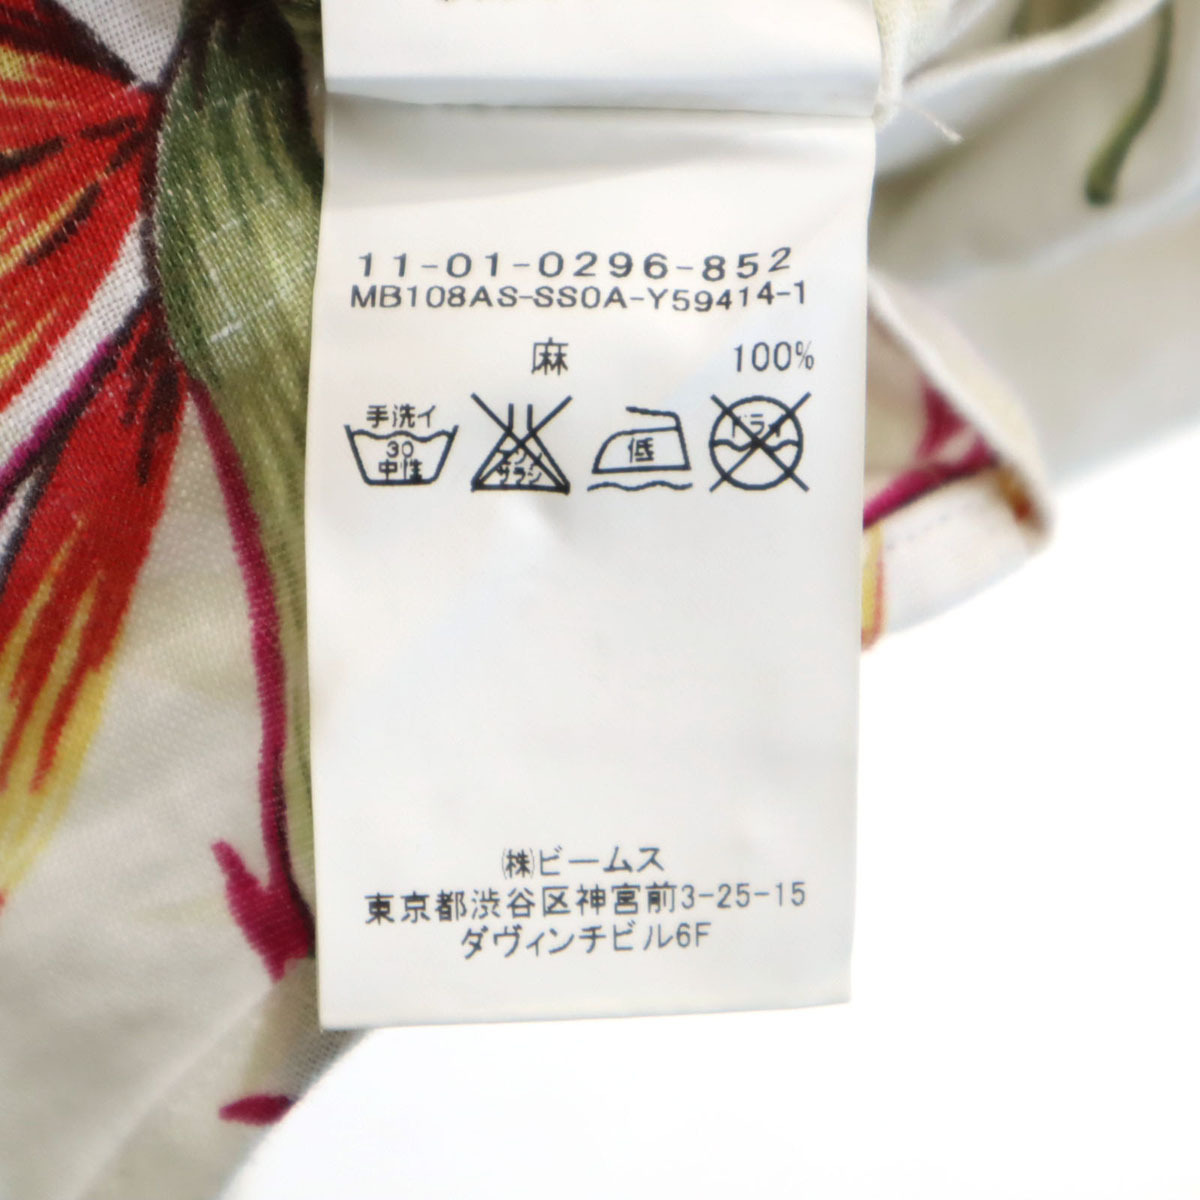 11-01-0296-852
MB108AS-SS0A-Y59414-1
麻 100%
手洗イ
30
中性
エンソ
サラシ
低
ドライ
㈱ビームス
東京都渋谷区神宮前3-25-15
ダヴィンチビル6F